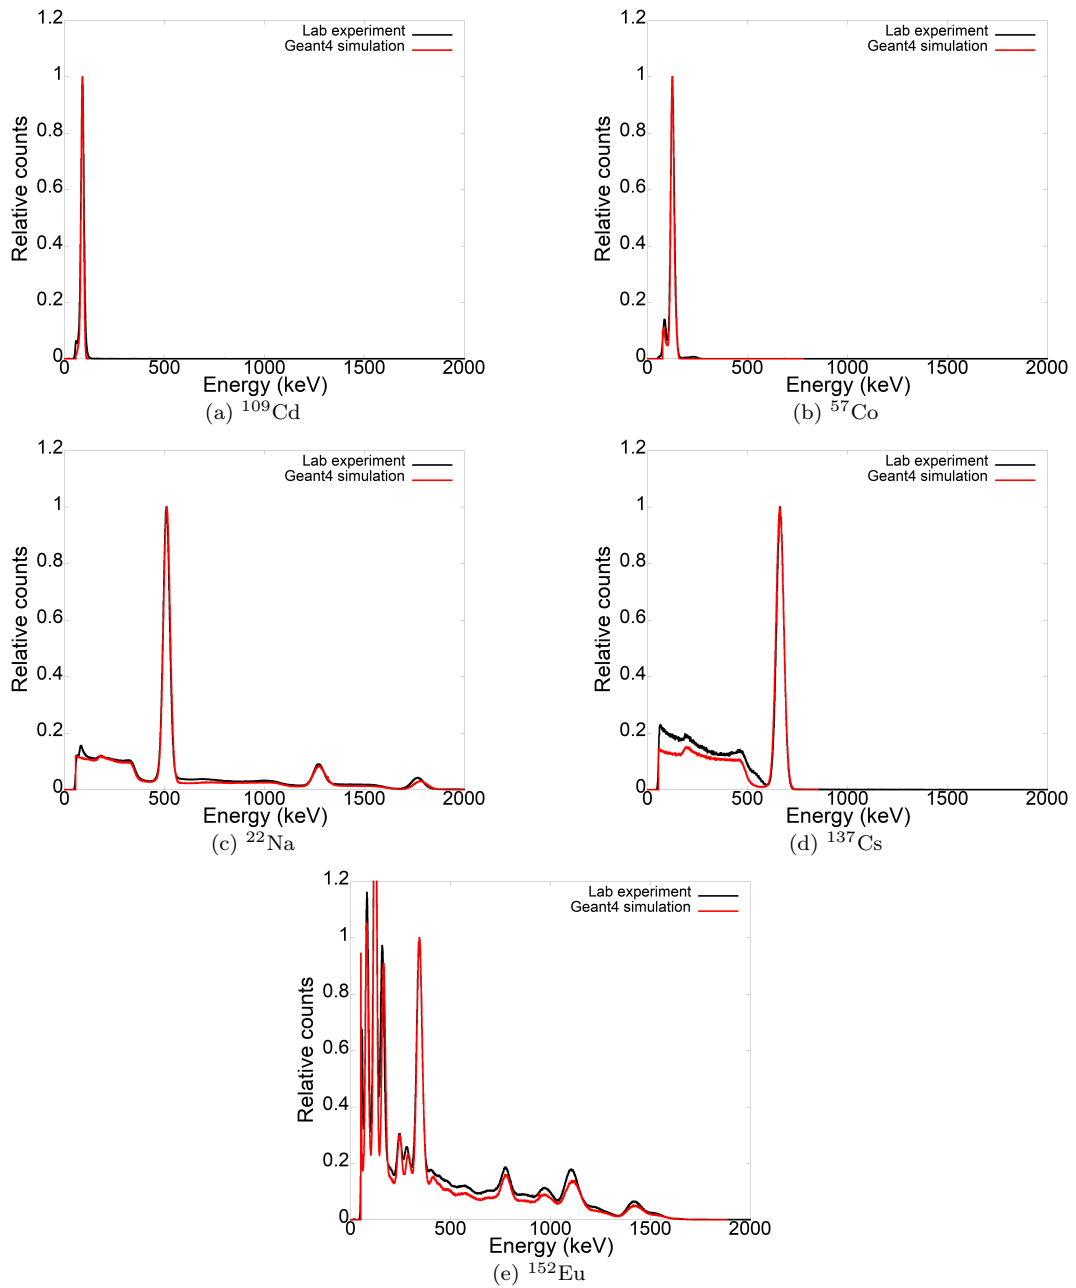 1.2
Lab experiment
Geant4 simulation
1
0.8
0.6
0.4
0.2
0
Relative counts
0 500 1000 1500 2000
Energy (keV)
(a) ¹⁰⁹Cd
1.2
Lab experiment
Geant4 simulation
1
0.8
0.6
0.4
0.2
0
Relative counts
0 500 1000 1500 2000
Energy (keV)
(b) ⁵⁷Co
1.2
Lab experiment
Geant4 simulation
1
0.8
0.6
0.4
0.2
0
Relative counts
0 500 1000 1500 2000
Energy (keV)
(c) ²²Na
1.2
Lab experiment
Geant4 simulation
1
0.8
0.6
0.4
0.2
0
Relative counts
0 500 1000 1500 2000
Energy (keV)
(d) ¹³⁷Cs
1.2
Lab experiment
Geant4 simulation
1
0.8
0.6
0.4
0.2
0
Relative counts
0 500 1000 1500 2000
Energy (keV)
(e) ¹⁵²Eu